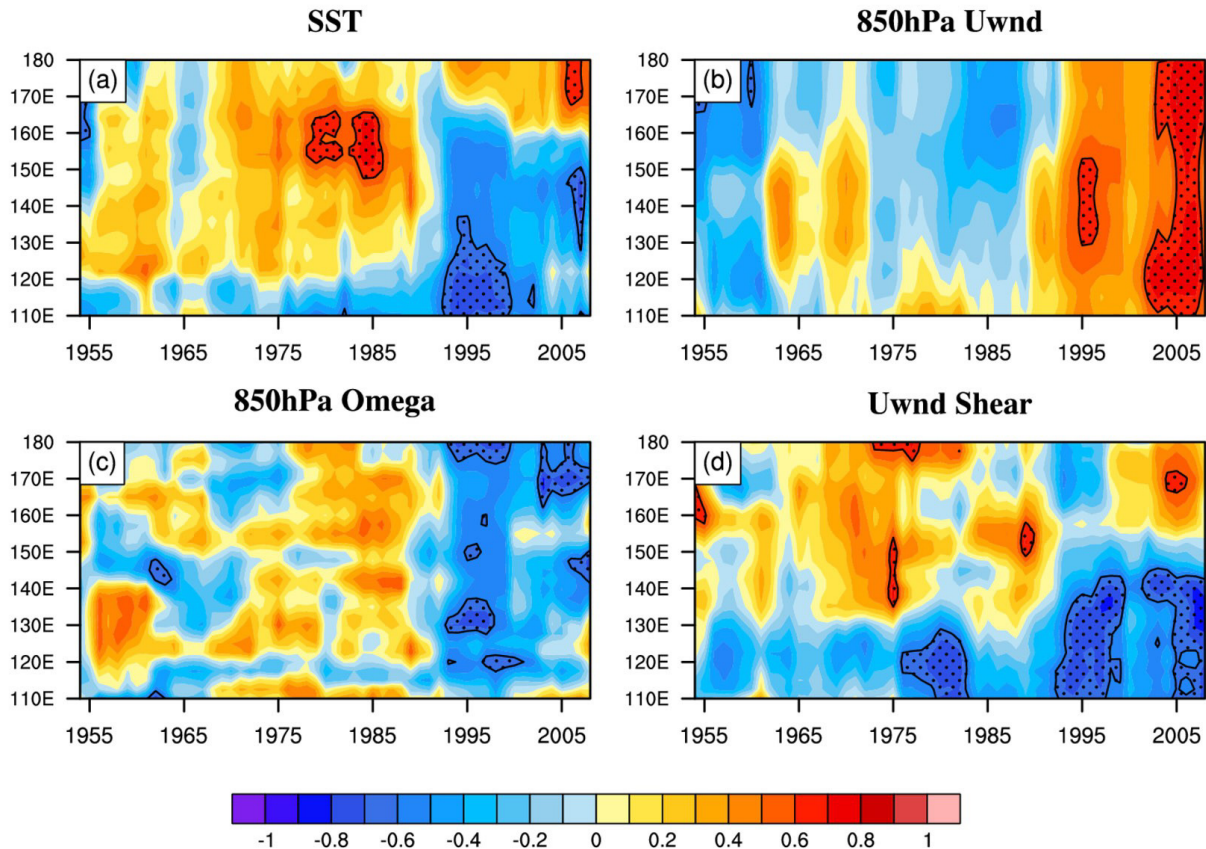 SST
850hPa Uwnd
180
170E
160E
150E
140E
130E
120E
110E
(a)
1955
1965
1975
1985
1995
2005
180
170E
160E
150E
140E
130E
120E
110E
(b)
1955
1965
1975
1985
1995
2005
850hPa Omega
Uwnd Shear
180
170E
160E
150E
140E
130E
120E
110E
(c)
1955
1965
1975
1985
1995
2005
180
170E
160E
150E
140E
130E
120E
110E
(d)
1955
1965
1975
1985
1995
2005
-1 -0.8 -0.6 -0.4 -0.2 0 0.2 0.4 0.6 0.8 1